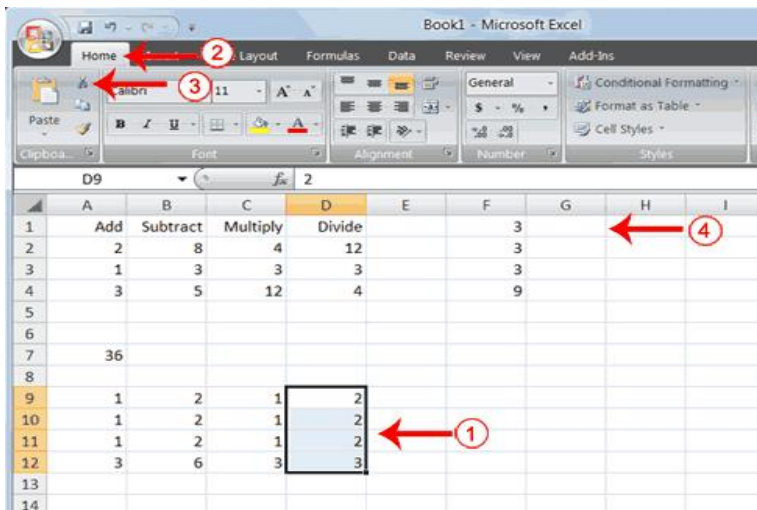 Book1 - Microsoft Excel
Home Layout Formulas Data Review View Add-Ins
2
3
Calibri 11 A A General Conditional Formatting
Paste B I U A $ % , Format as Table
Cell Styles
Clipboa... Font Alignment Number Styles
D9 fx 2
A B C D E F G H I
1 Add Subtract Multiply Divide 3
4
2 2 8 4 12 3
3 1 3 3 3 3
4 3 5 12 4 9
5
6
7 36
8
9 1 2 1 2
10 1 2 1 2
1
11 1 2 1 2
12 3 6 3 3
13
14